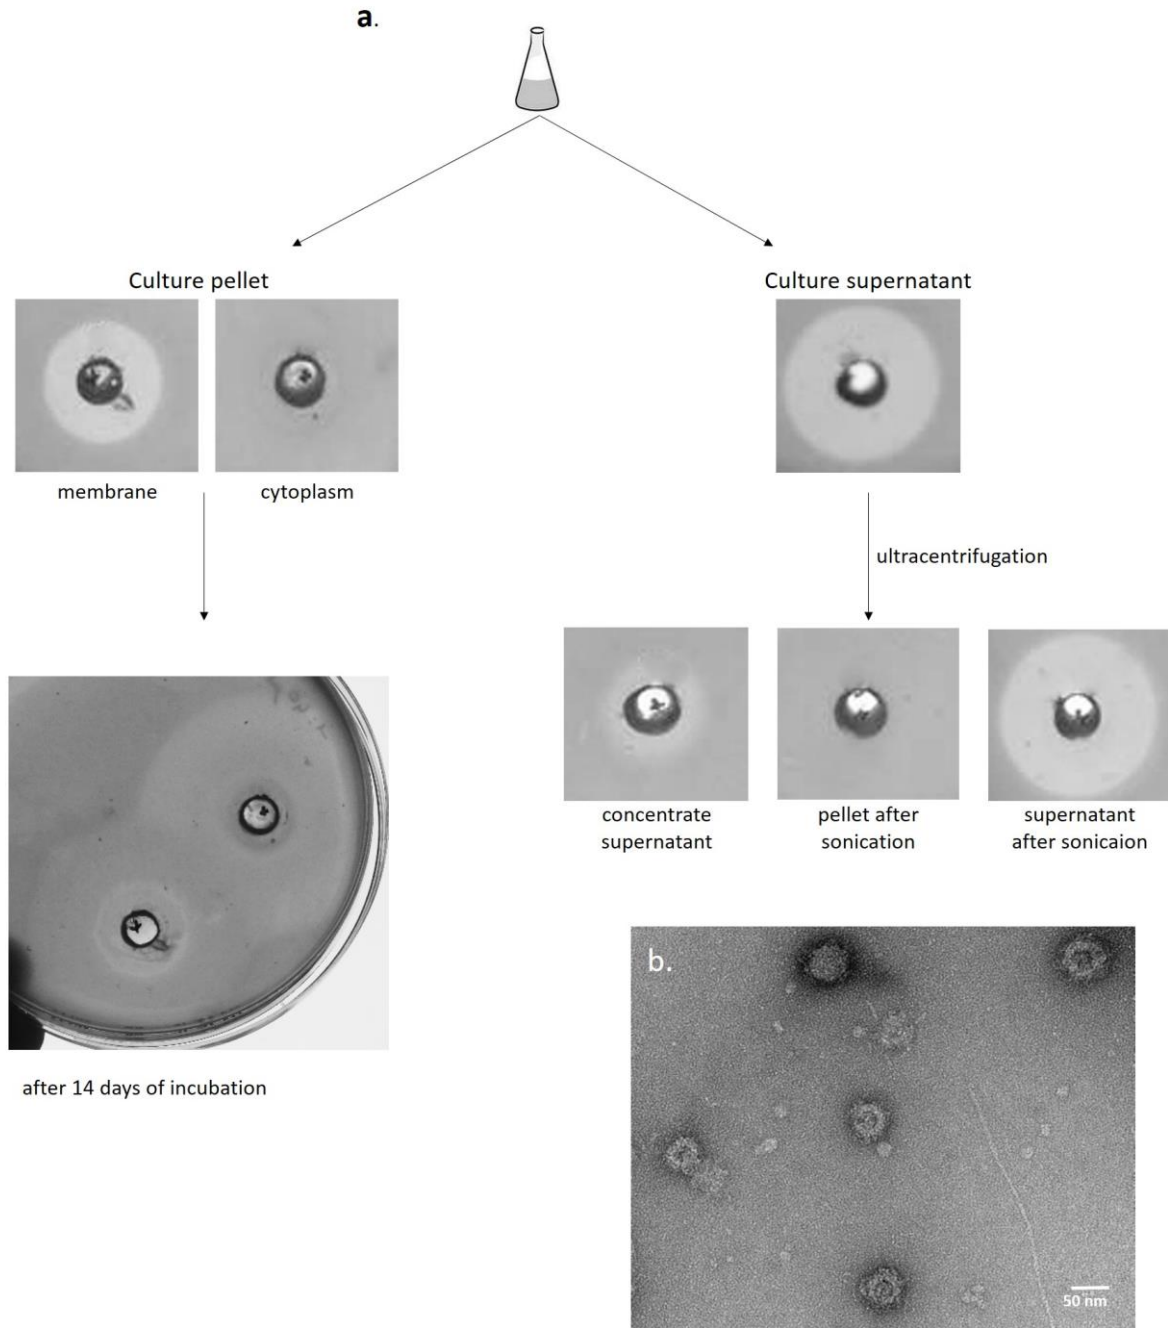 a.
Culture pellet
Culture supernatant
membrane
cytoplasm
ultracentrifugation
concentrate
supernatant
pellet after
sonication
supernatant
after sonicaion
after 14 days of incubation
b.
50 nm